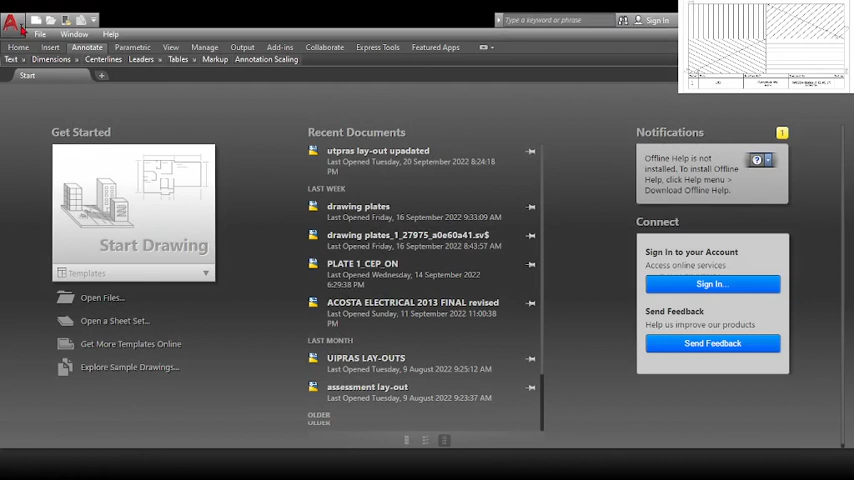 A
Type a keyword or phrase
Sign In
File Window Help
Home Insert Annotate Parametric View Manage Output Add-ins Collaborate Express Tools Featured Apps
Text » Dimensions » Centerlines Leaders » Tables » Markup Annotation Scaling
Start
Get Started
Start Drawing
Templates
Open Files...
Open a Sheet Set...
Get More Templates Online
Explore Sample Drawings...
Recent Documents
utpras lay-out upadated
Last Opened Tuesday, 20 September 2022 8:24:18
PM
LAST WEEK
drawing plates
Last Opened Friday, 16 September 2022 9:33:09 AM
drawing plates_1_27975_a0e60a41.sv$
Last Opened Friday, 16 September 2022 8:43:57 AM
PLATE 1_CEP_ON
Last Opened Wednesday, 14 September 2022
6:29:38 PM
ACOSTA ELECTRICAL 2013 FINAL revised
Last Opened Sunday, 11 September 2022 11:00:38
PM
LAST MONTH
UIPRAS LAY-OUTS
Last Opened Tuesday, 9 August 2022 9:25:12 AM
assessment lay-out
Last Opened Tuesday, 9 August 2022 9:23:37 AM
OLDER
OLDER
Notifications
1
Offline Help is not
installed. To install Offline
Help, click Help menu >
Download Offline Help.
Connect
Sign In to your Account
Access online services
Sign In...
Send Feedback
Help us improve our products
Send Feedback